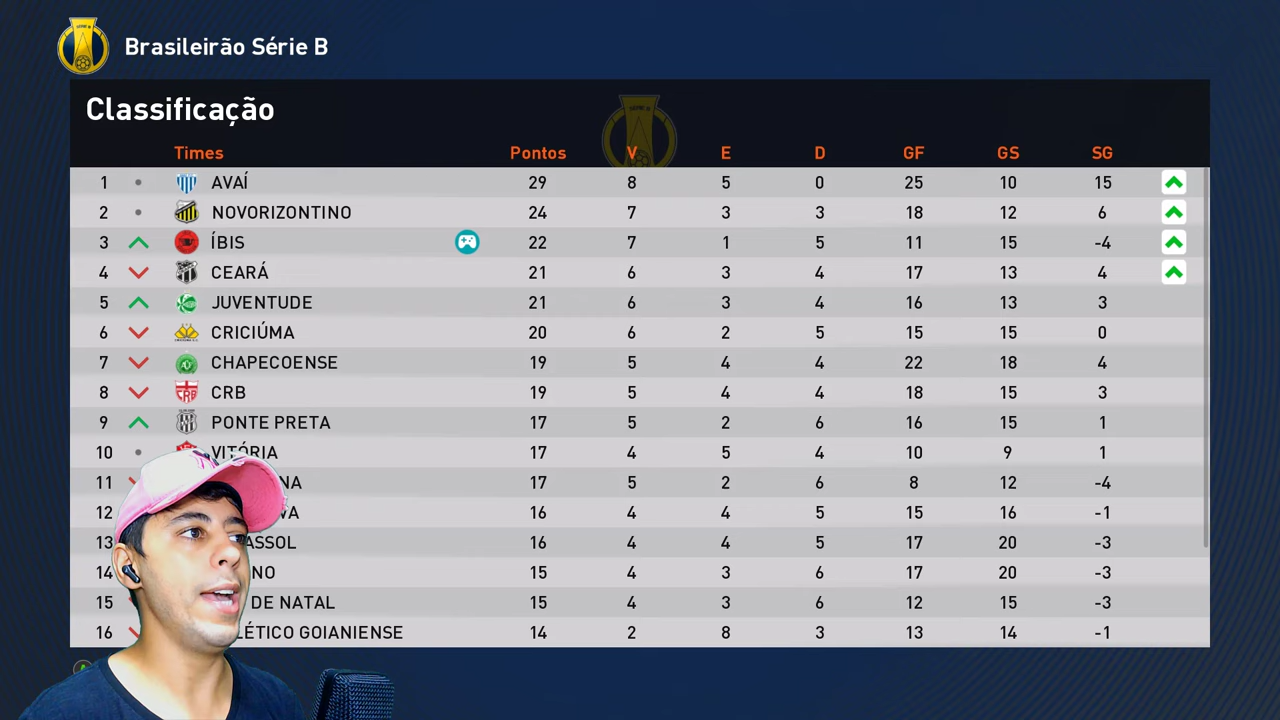 Brasileirão Série B
Classificação
Times Pontos V E D GF GS SG
1 AVAÍ 29 8 5 0 25 10 15
2 NOVORIZONTINO 24 7 3 3 18 12 6
3 ÍBIS 22 7 1 5 11 15 -4
4 CEARÁ 21 6 3 4 17 13 4
5 JUVENTUDE 21 6 3 4 16 13 3
6 CRICIÚMA 20 6 2 5 15 15 0
7 CHAPECOENSE 19 5 4 4 22 18 4
8 CRB 19 5 4 4 18 15 3
9 PONTE PRETA 17 5 2 6 16 15 1
10 VITÓRIA 17 4 5 4 10 9 1
11 NA 17 5 2 6 8 12 -4
12 VA 16 4 4 5 15 16 -1
13 ASSOL 16 4 4 5 17 20 -3
14 NO 15 4 3 6 17 20 -3
15 DE NATAL 15 4 3 6 12 15 -3
16 LÉTICO GOIANIENSE 14 2 8 3 13 14 -1